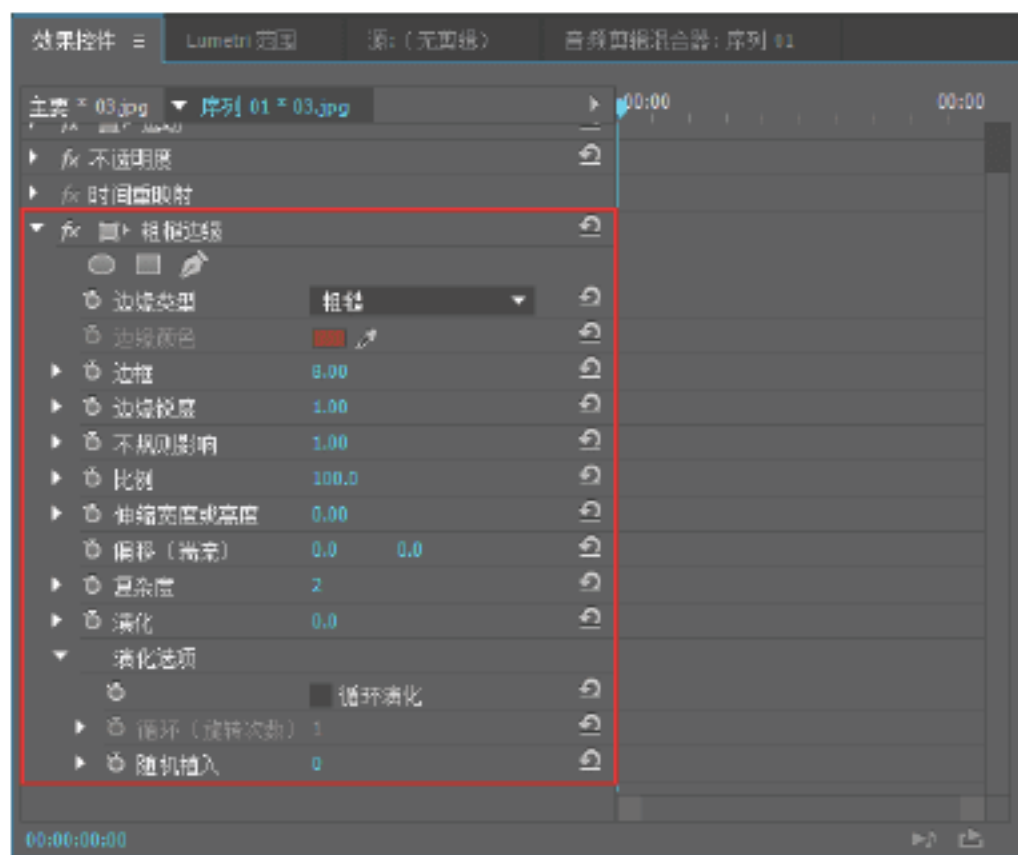 效果控件 ≡ Lumetri 范围 源:（无剪辑） 音频剪辑混合器: 序列 01
主要 * 03.jpg 序列 01 * 03.jpg 00:00 00:00
fx 不透明度
fx 时间重映射
fx 粗糙边缘
边缘类型 粗糙
边缘颜色
边框 8.00
边缘锐度 1.00
不规则影响 1.00
比例 100.0
伸缩宽度或高度 0.00
偏移（湍流） 0.0 0.0
复杂度 2
演化 0.0
演化选项
循环演化
循环（旋转次数） 1
随机植入 0
00:00:00:00